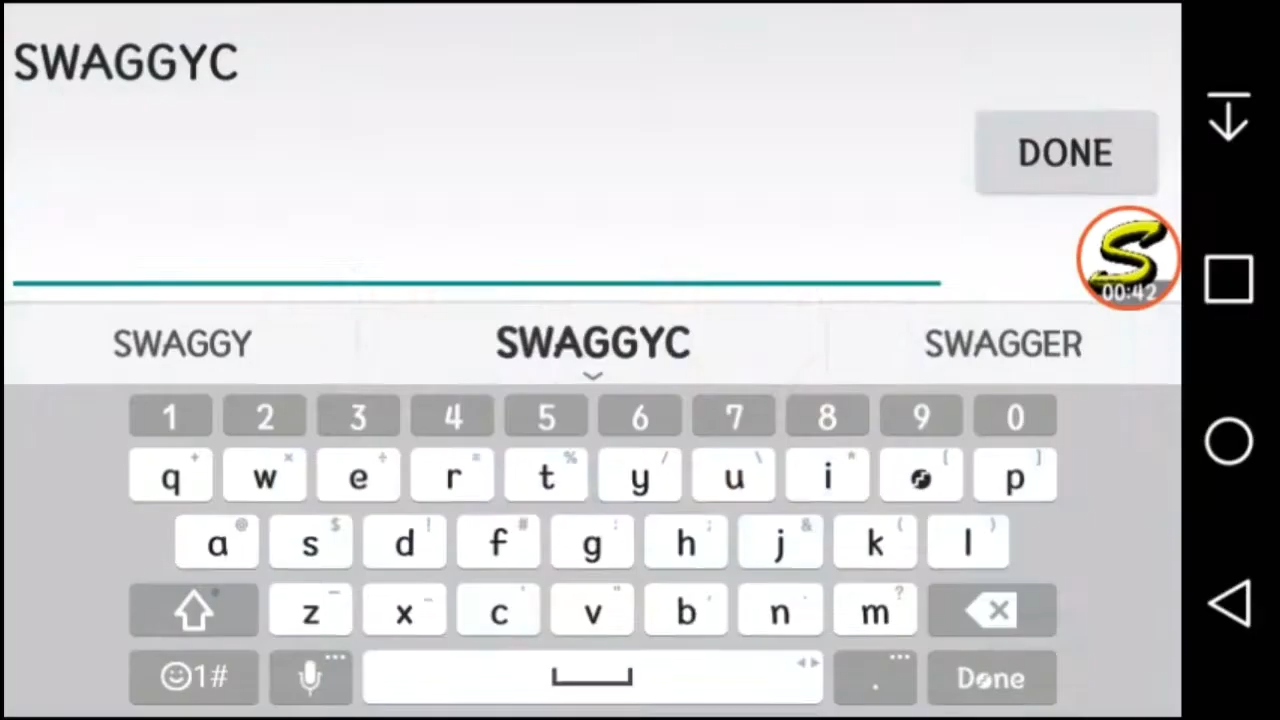 SWAGGYC
DONE
S
00:42
SWAGGY SWAGGYC SWAGGER
1 2 3 4 5 6 7 8 9 0
q w e r t y u i o p
a s d f g h j k l
z x c v b n m
1# . Done